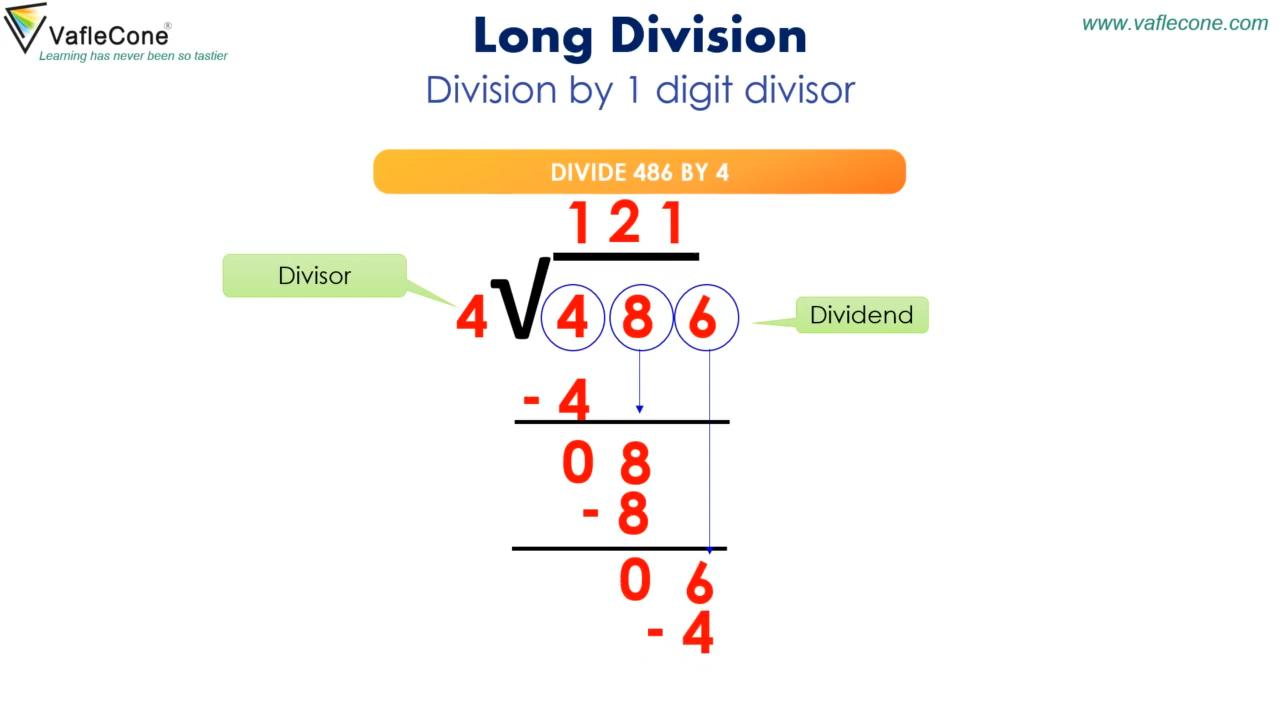 VafleCone®
Learning has never been so tastier
www.vaflecone.com
Long Division
Division by 1 digit divisor
DIVIDE 486 BY 4
1 2 1
Divisor
4 √ 4 8 6
Dividend
- 4
0 8
- 8
0 6
- 4